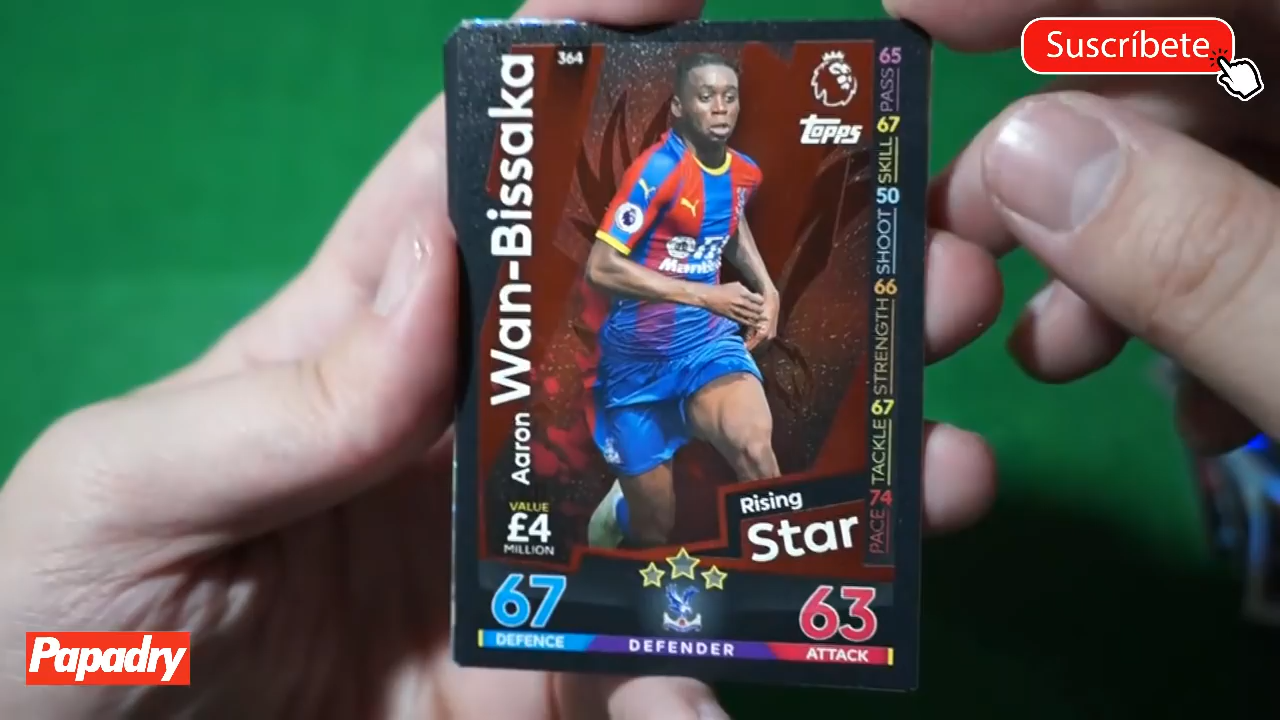 Suscríbete
364
Aaron Wan-Bissaka
topps
PASS 65
SKILL 67
SHOOT 50
STRENGTH 66
TACKLE 67
PACE 74
VALUE
£4
MILLION
Rising
Star
67
DEFENCE
DEFENDER
63
ATTACK
Papadry